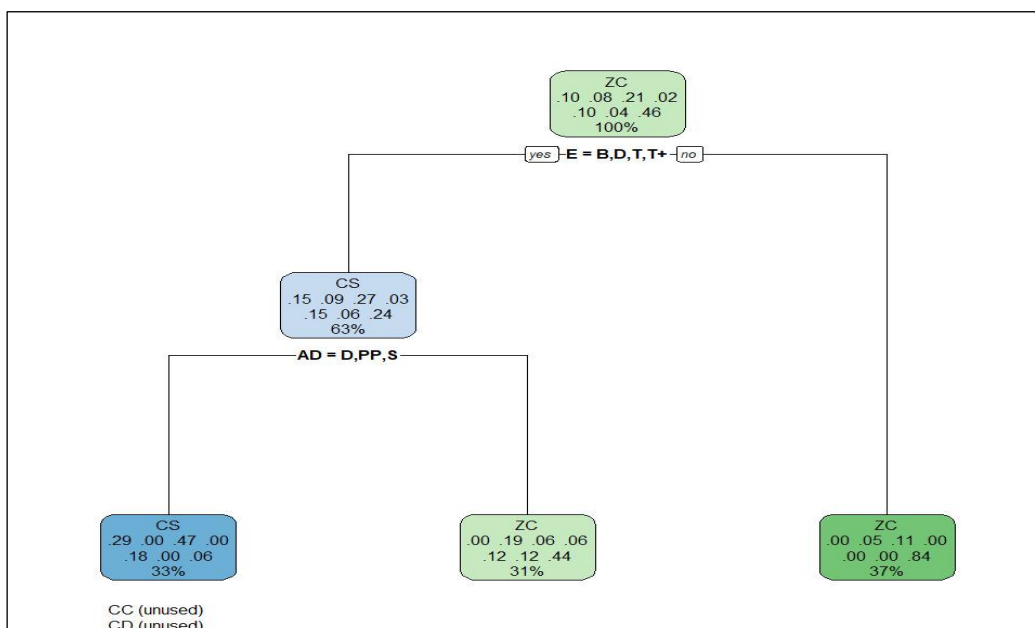 ZC
.10 .08 .21 .02
.10 .04 .46
100%
yes E = B,D,T,T+ no
CS
.15 .09 .27 .03
.15 .06 .24
63%
AD = D,PP,S
CS
.29 .00 .47 .00
.18 .00 .06
33%
ZC
.00 .19 .06 .06
.12 .12 .44
31%
ZC
.00 .05 .11 .00
.00 .00 .84
37%
CC (unused)
CD (unused)